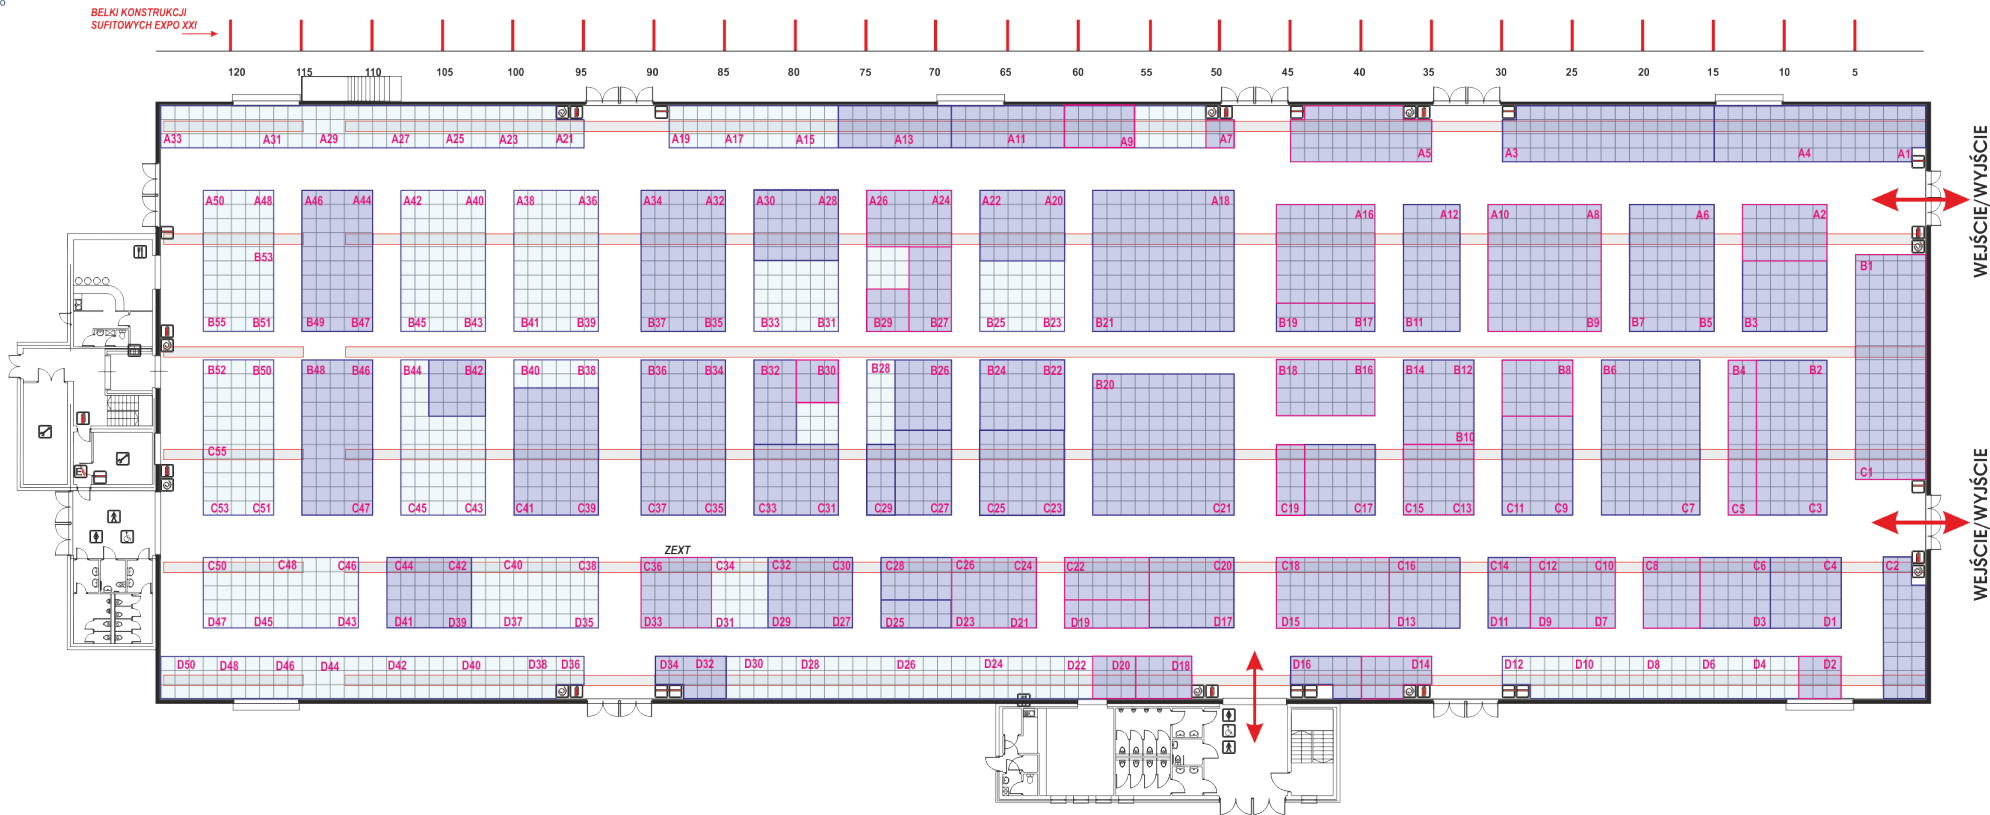 BELKI KONSTRUKCJI
SUFITOWYCH EXPO XXI
120 115 110 105 100 95 90 85 80 75 70 65 60 55 50 45 40 35 30 25 20 15 10 5
A33 A31 A29 A27 A25 A23 A21 A19 A17 A15 A13 A11 A9 A7 A5 A3 A4 A1
WEJŚCIE/WYJŚCIE
A50 A48 A46 A44 A42 A40 A38 A36 A34 A32 A30 A28 A26 A24 A22 A20 A18 A16 A12 A10 A8 A6 A2
B53 B1
B55 B51 B49 B47 B45 B43 B41 B39 B37 B35 B33 B31 B29 B27 B25 B23 B21 B19 B17 B11 B9 B7 B5 B3
B52 B50 B48 B46 B44 B42 B40 B38 B36 B34 B32 B30 B28 B26 B24 B22 B20 B18 B16 B14 B12 B8 B6 B4 B2
B10
C55 C1
C53 C51 C47 C45 C43 C41 C39 C37 C35 C33 C31 C29 C27 C25 C23 C21 C19 C17 C15 C13 C11 C9 C7 C5 C3
WEJŚCIE/WYJŚCIE
ZEXT
C50 C48 C46 C44 C42 C40 C38 C36 C34 C32 C30 C28 C26 C24 C22 C20 C18 C16 C14 C12 C10 C8 C6 C4 C2
D47 D45 D43 D41 D39 D37 D35 D33 D31 D29 D27 D25 D23 D21 D19 D17 D15 D13 D11 D9 D7 D3 D1
D50 D48 D46 D44 D42 D40 D38 D36 D34 D32 D30 D28 D26 D24 D22 D20 D18 D16 D14 D12 D10 D8 D6 D4 D2